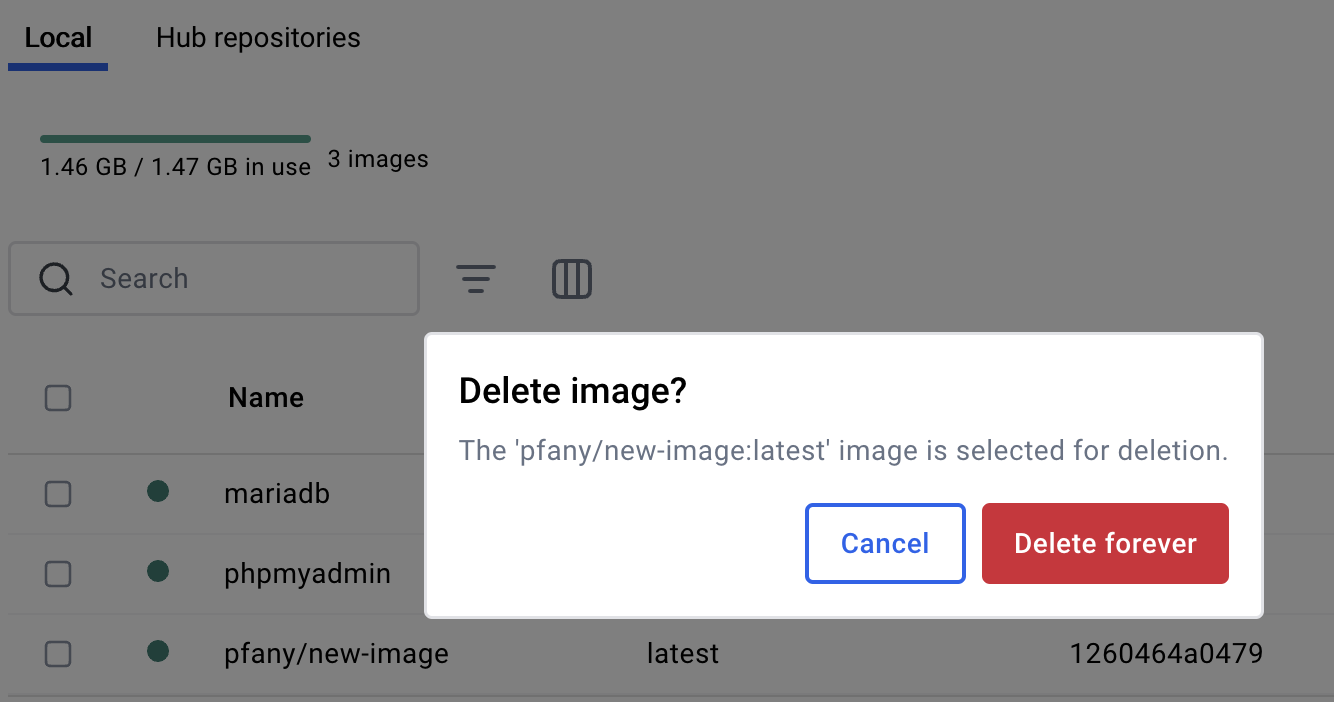 Local Hub repositories
1.46 GB / 1.47 GB in use 3 images
Search
Name
Delete image?
The 'pfany/new-image:latest' image is selected for deletion.
mariadb
Cancel Delete forever
phpmyadmin
pfany/new-image latest 1260464a0479